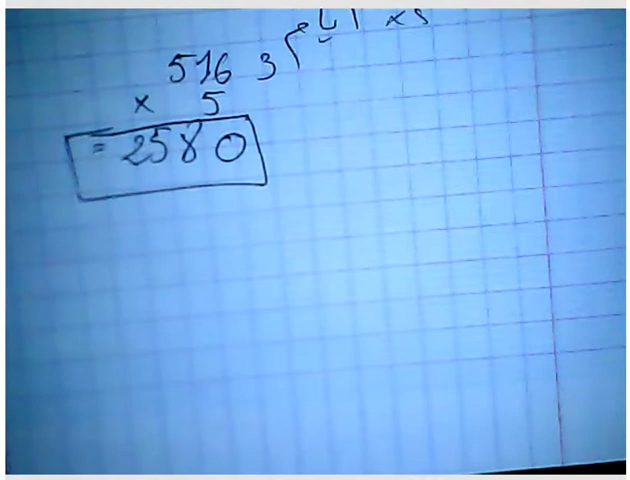 516 3
× 5
= 2580